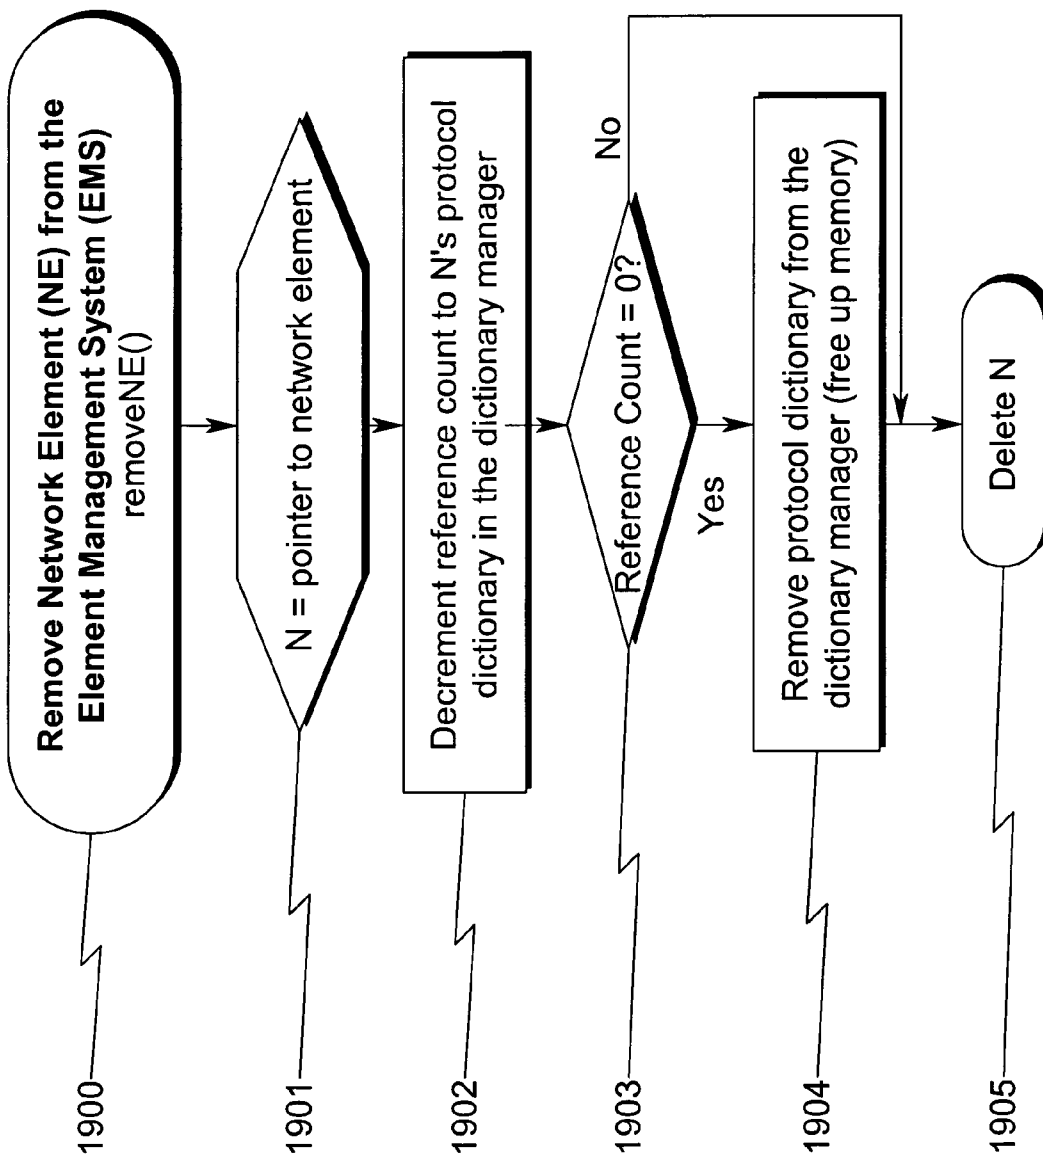 1900
Remove Network Element (NE) from the
Element Management System (EMS)
removeNE()
1901
N = pointer to network element
1902
Decrement reference count to N's protocol
dictionary in the dictionary manager
1903
Reference Count = 0?
No
Yes
1904
Remove protocol dictionary from the
dictionary manager (free up memory)
1905
Delete N